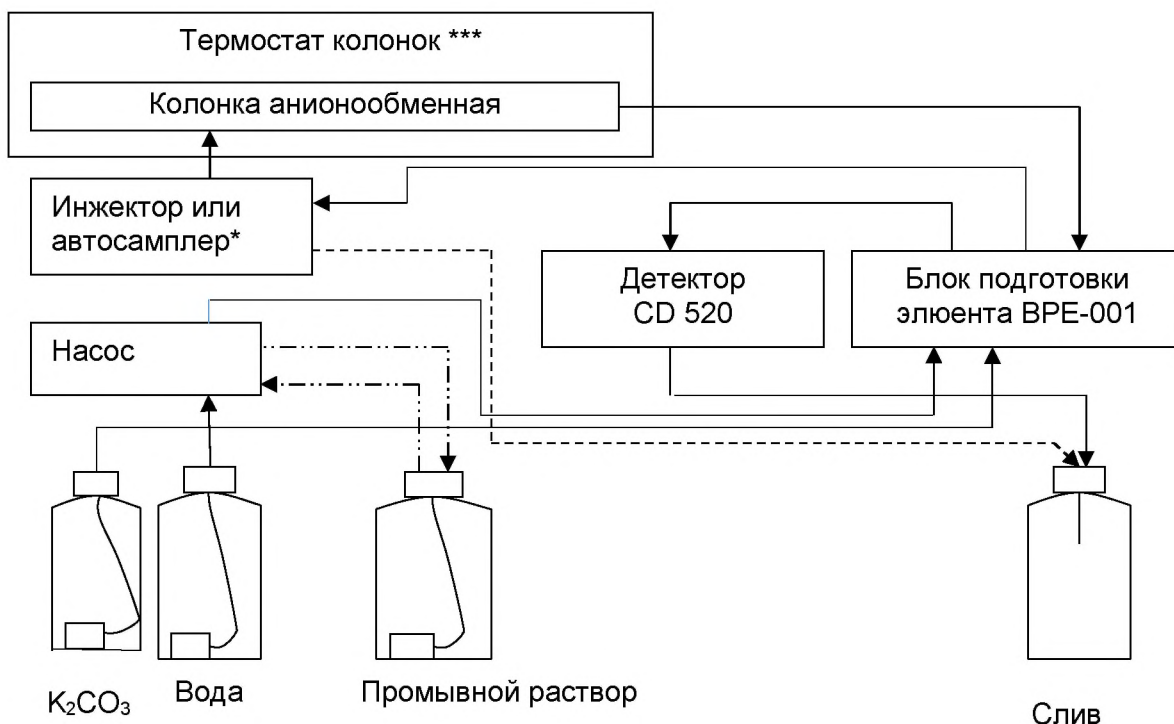 Термостат колонок ***
Колонка анионообменная
Инжектор или
автосамплер*
Детектор
CD 520
Блок подготовки
элюента BPE-001
Насос
K₂CO₃
Вода
Промывной раствор
Слив